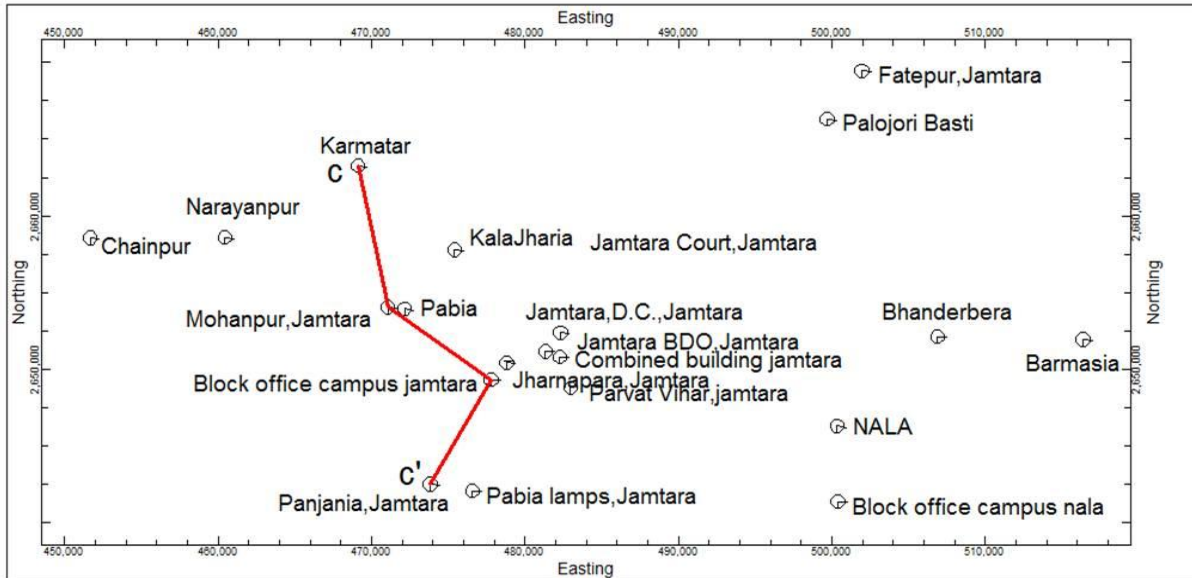 Easting
450,000 460,000 470,000 480,000 490,000 500,000 510,000
Fatepur,Jamtara
Palojori Basti
Karmatar
C
Narayanpur
2,660,000 2,660,000
Chainpur
KalaJharia
Jamtara Court,Jamtara
Northing Northing
Pabia
Mohanpur,Jamtara
Jamtara,D.C.,Jamtara
Bhanderbera
Jamtara BDO,Jamtara
Combined building jamtara
Barmasia
2,650,000 2,650,000
Block office campus jamtara
Jharnapara,Jamtara
Parvat Vihar,jamtara
NALA
C'
Panjania,Jamtara
Pabia lamps,Jamtara
Block office campus nala
450,000 460,000 470,000 480,000 490,000 500,000 510,000
Easting